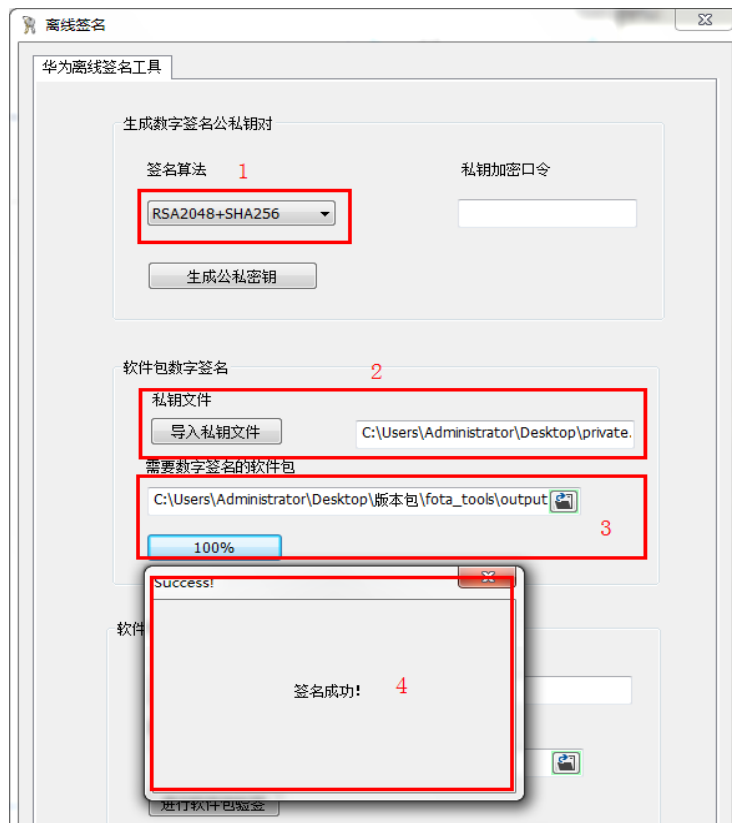 离线签名
华为离线签名工具
生成数字签名公私钥对
签名算法 1 私钥加密口令
RSA2048+SHA256
生成公私密钥
软件包数字签名 2
私钥文件
导入私钥文件 C:\Users\Administrator\Desktop\private.
需要数字签名的软件包
C:\Users\Administrator\Desktop\版本包\fota_tools\output
3
100%
Success!
软件
签名成功! 4
进行软件包验签